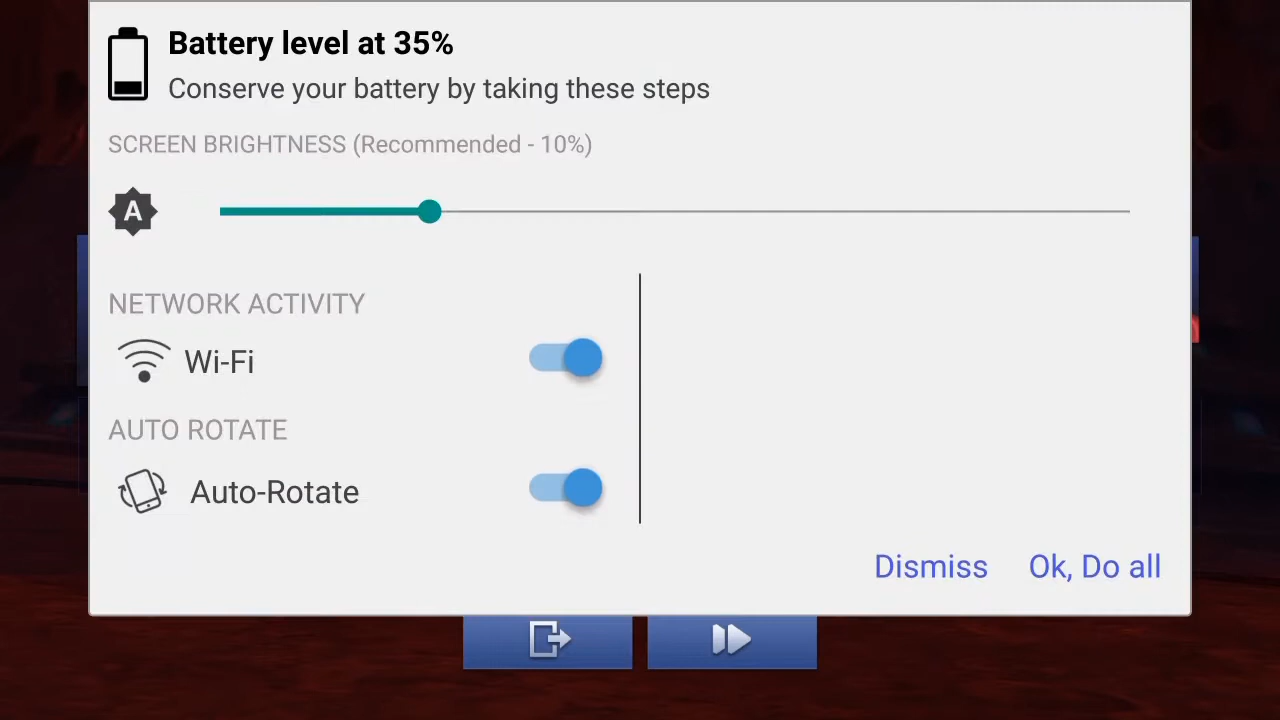 Battery level at 35%
Conserve your battery by taking these steps
SCREEN BRIGHTNESS (Recommended - 10%)
A
NETWORK ACTIVITY
Wi-Fi
AUTO ROTATE
Auto-Rotate
Dismiss Ok, Do all